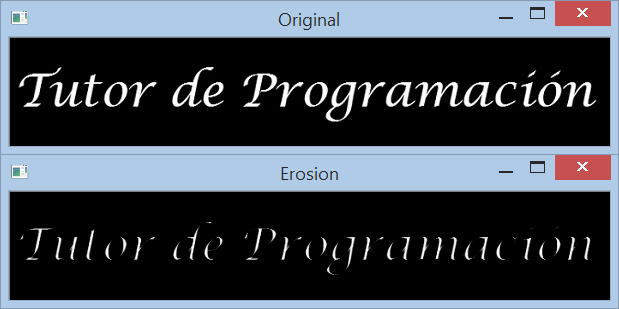 Original
Tutor de Programación
Erosion
Tutor de Programación